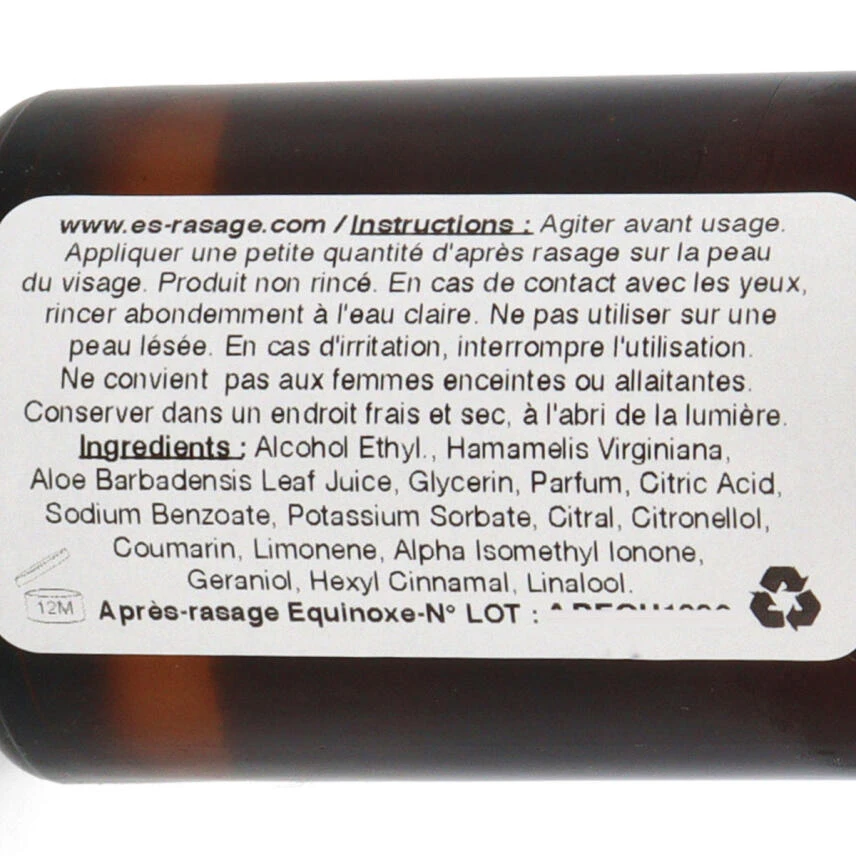 www.es-rasage.com / Instructions : Agiter avant usage.
Appliquer une petite quantité d'après rasage sur la peau
du visage. Produit non rincé. En cas de contact avec les yeux,
rincer abondemment à l'eau claire. Ne pas utiliser sur une
peau lésée. En cas d'irritation, interrompre l'utilisation.
Ne convient pas aux femmes enceintes ou allaitantes.
Conserver dans un endroit frais et sec, à l'abri de la lumière.
Ingredients : Alcohol Ethyl., Hamamelis Virginiana,
Aloe Barbadensis Leaf Juice, Glycerin, Parfum, Citric Acid,
Sodium Benzoate, Potassium Sorbate, Citral, Citronellol,
Coumarin, Limonene, Alpha Isomethyl Ionone,
Geraniol, Hexyl Cinnamal, Linalool.
12M
Après-rasage Equinoxe-N° LOT :